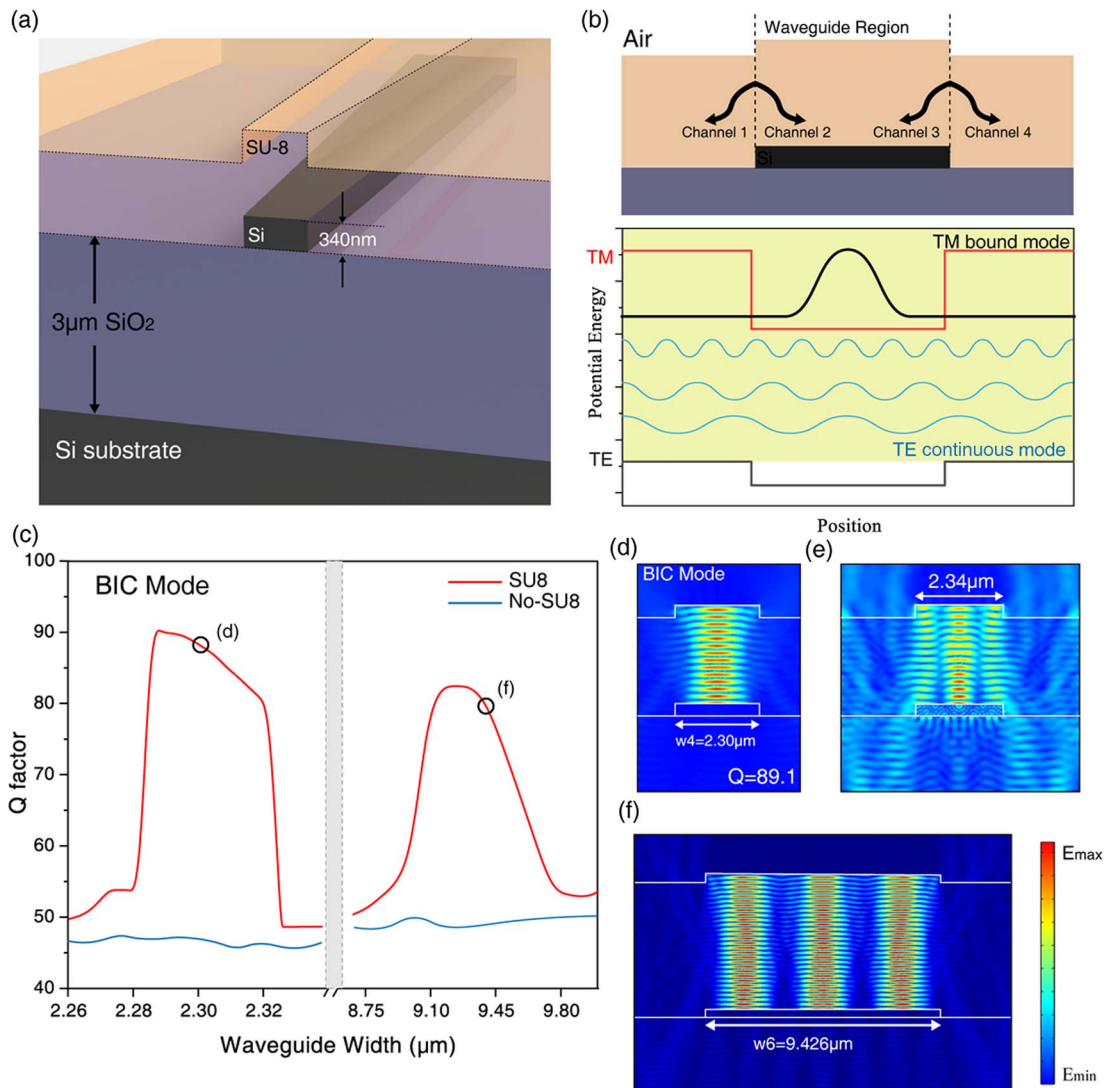 (a)
SU-8
Si
340nm
3μm SiO₂
Si substrate
(b)
Air
Waveguide Region
Channel 1
Channel 2
Channel 3
Channel 4
Si
TM
TM bound mode
Potential Energy
TE continuous mode
TE
Position
(c)
100
90
80
70
60
50
40
Q factor
BIC Mode
SU8
No-SU8
(d)
(f)
2.26
2.28
2.30
2.32
8.75
9.10
9.45
9.80
Waveguide Width (μm)
(d)
BIC Mode
w4=2.30μm
Q=89.1
(e)
2.34μm
(f)
w6=9.426μm
Emax
Emin